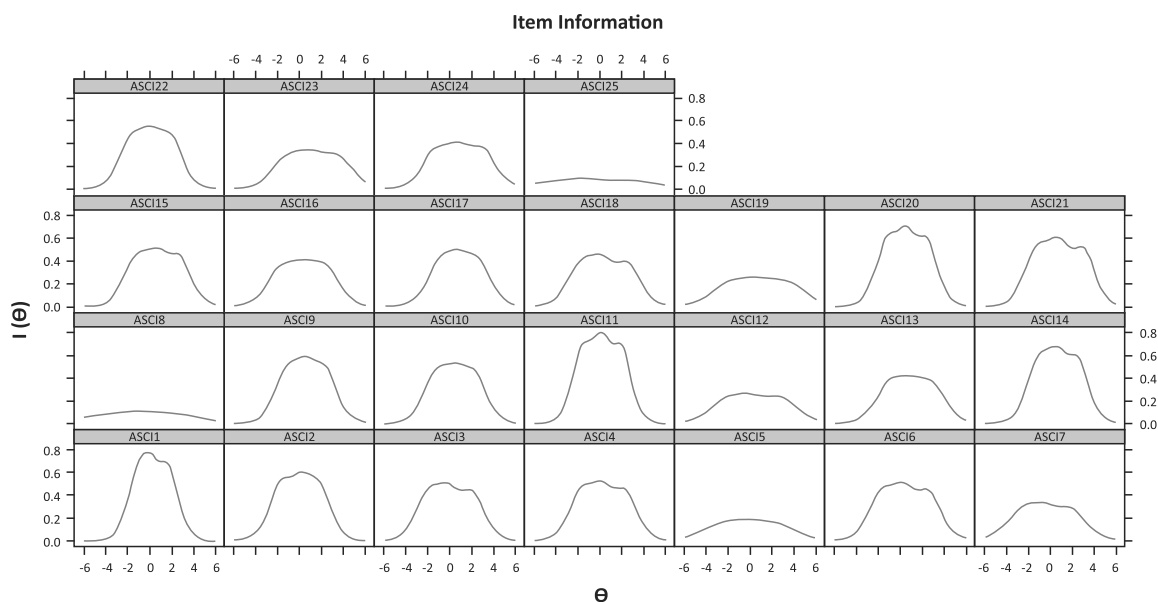 Item Information
-6 -4 -2 0 2 4 6 -6 -4 -2 0 2 4 6
ASCI22 ASCI23 ASCI24 ASCI25
0.8
0.6
0.4
0.2
0.0
ASCI15 ASCI16 ASCI17 ASCI18 ASCI19 ASCI20 ASCI21
0.8
0.6
0.4
0.2
0.0
ASCI8 ASCI9 ASCI10 ASCI11 ASCI12 ASCI13 ASCI14
0.8
0.6
0.4
0.2
0.0
ASCI1 ASCI2 ASCI3 ASCI4 ASCI5 ASCI6 ASCI7
0.8
0.6
0.4
0.2
0.0
-6 -4 -2 0 2 4 6 -6 -4 -2 0 2 4 6 -6 -4 -2 0 2 4 6 -6 -4 -2 0 2 4 6
I (Θ)
Θ